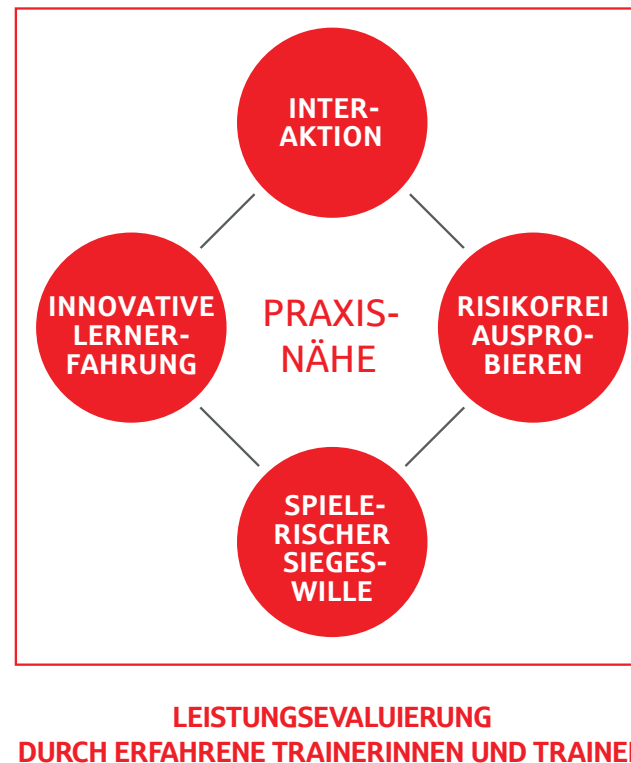 INTER-
AKTION
INNOVATIVE
LERNER-
FAHRUNG
PRAXIS-
NÄHE
RISIKOFREI
AUSPRO-
BIEREN
SPIELE-
RISCHER
SIEGES-
WILLE
LEISTUNGSEVALUIERUNG
DURCH ERFAHRENE TRAINERINNEN UND